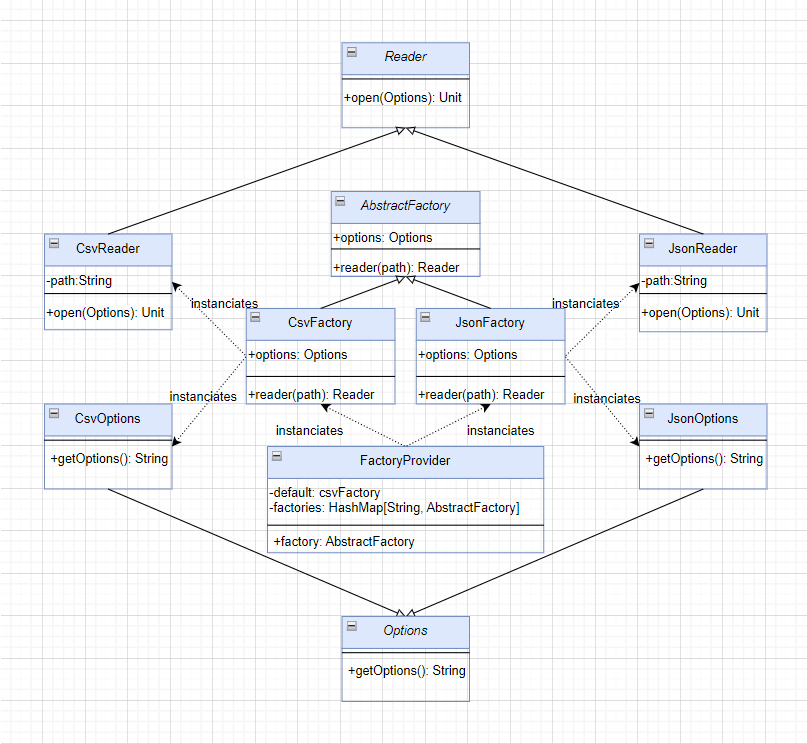 Reader
+open(Options): Unit
AbstractFactory
+options: Options
+reader(path): Reader
CsvReader
-path:String
+open(Options): Unit
JsonReader
-path:String
+open(Options): Unit
instanciates
instanciates
CsvFactory
+options: Options
+reader(path): Reader
JsonFactory
+options: Options
+reader(path): Reader
instanciates
instanciates
CsvOptions
+getOptions(): String
JsonOptions
+getOptions(): String
instanciates
instanciates
FactoryProvider
-default: csvFactory
-factories: HashMap[String, AbstractFactory]
+factory: AbstractFactory
Options
+getOptions(): String